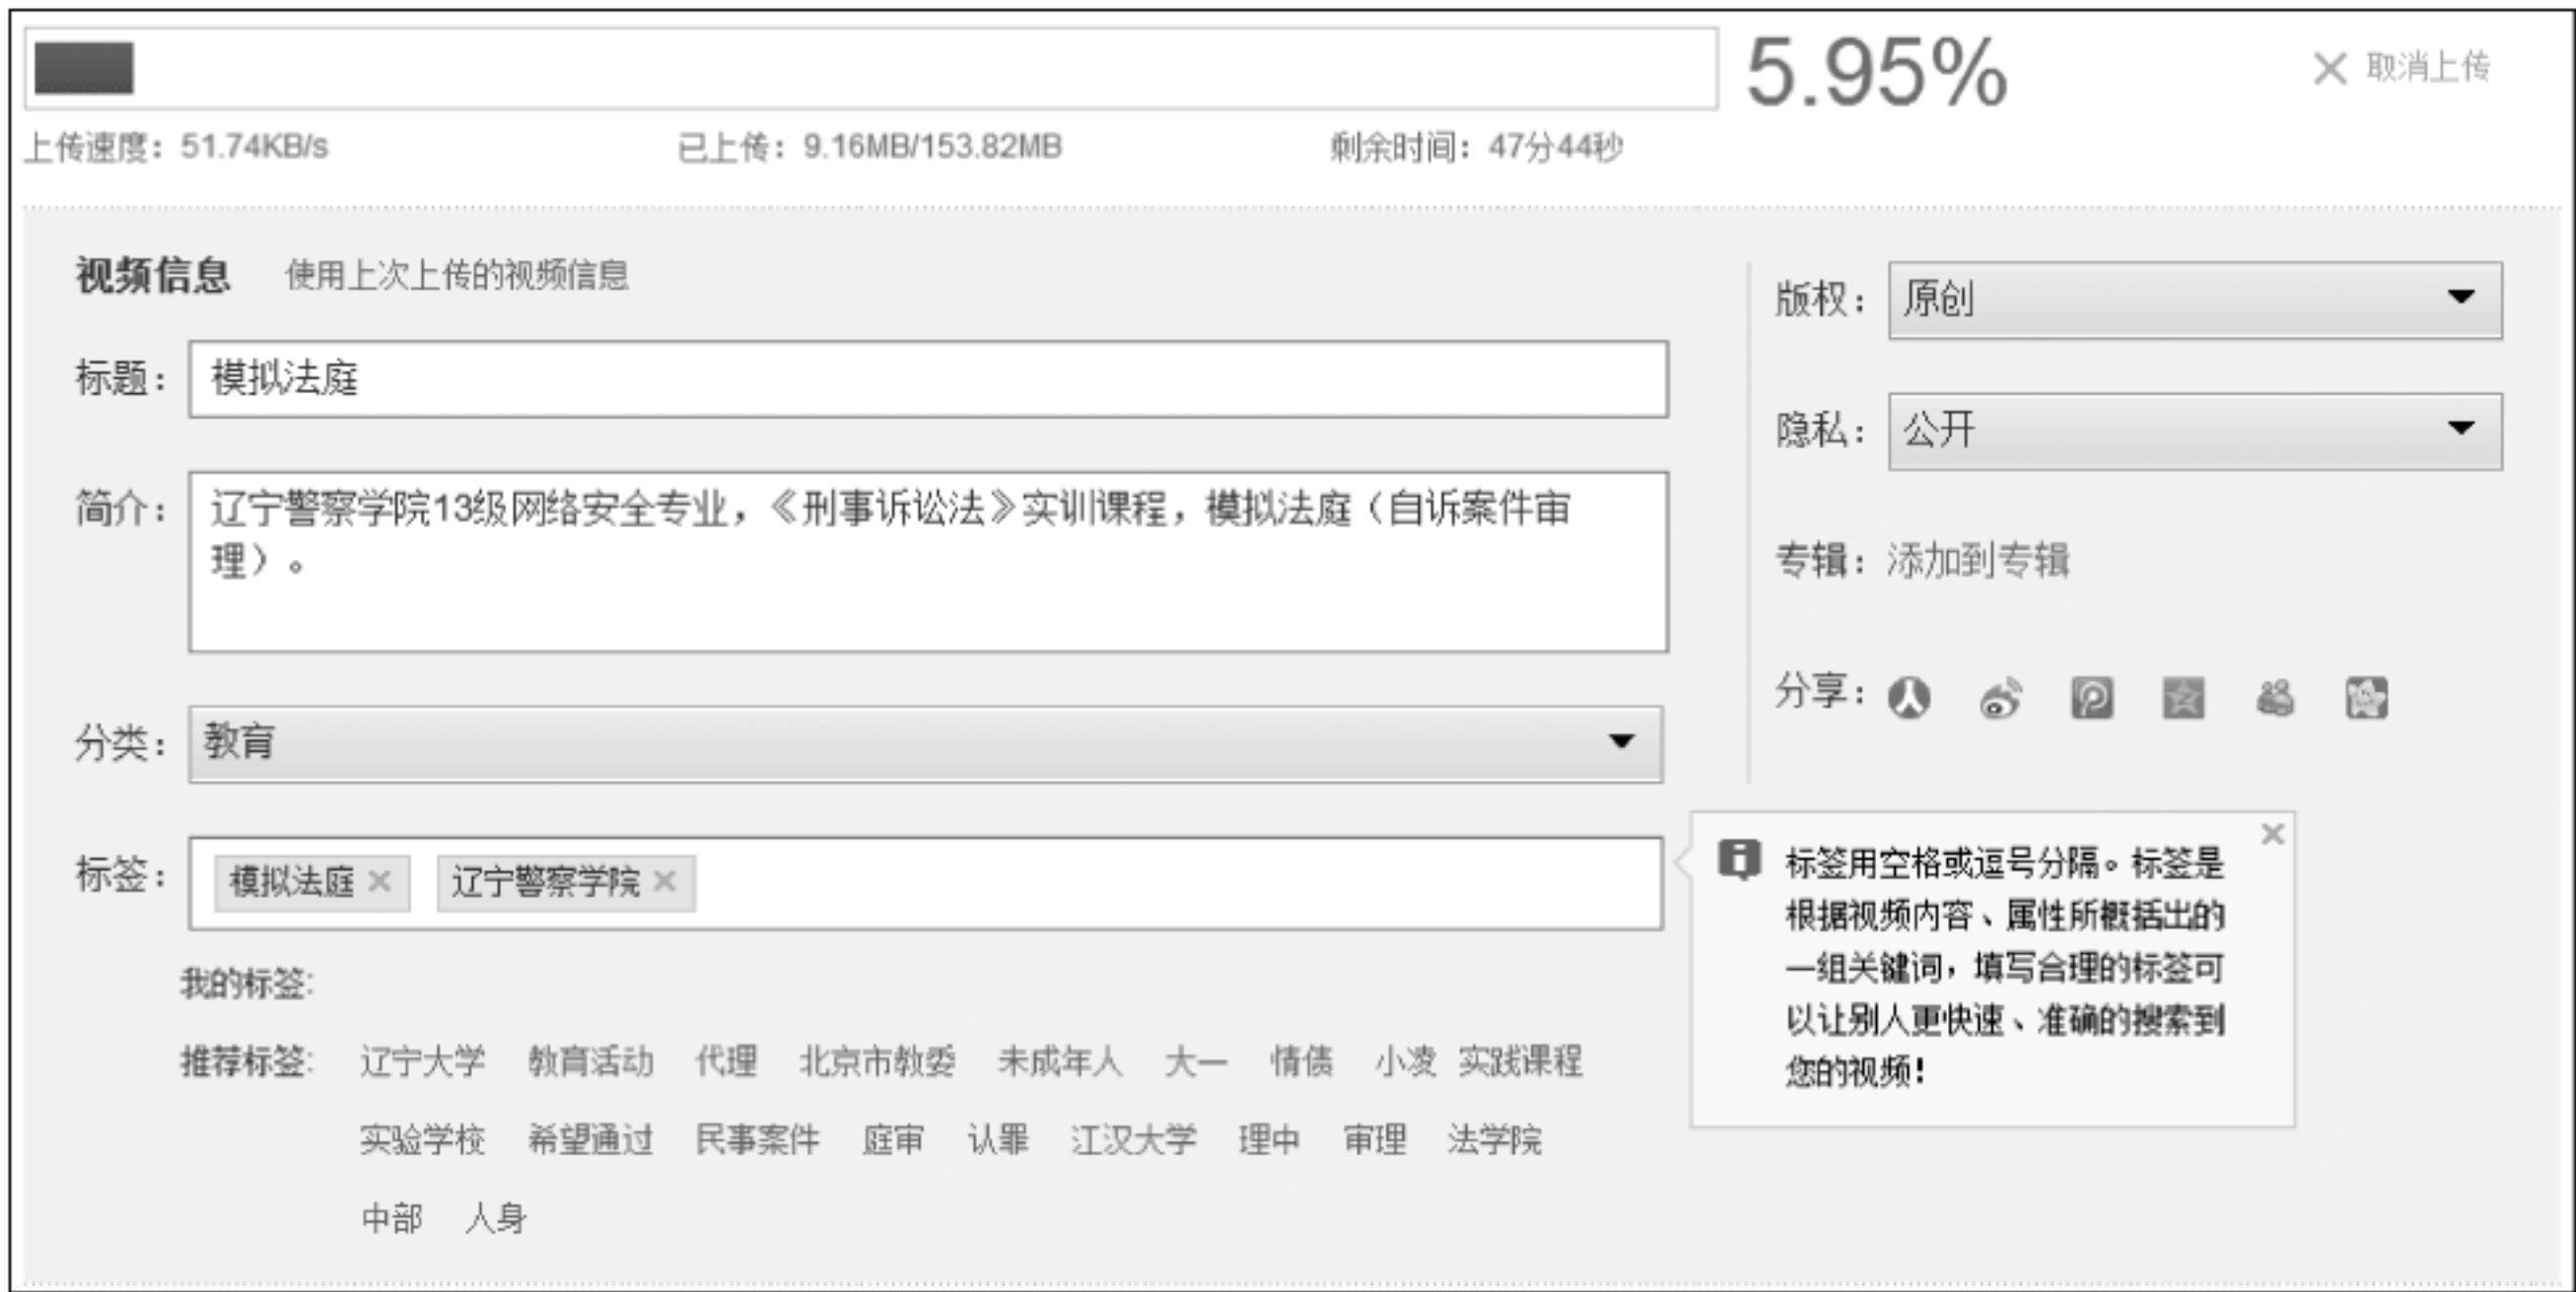 5.95%
取消上传
上传速度：51.74KB/s 已上传：9.16MB/153.82MB 剩余时间：47分44秒
视频信息 使用上次上传的视频信息
标题：模拟法庭
简介：辽宁警察学院13级网络安全专业，《刑事诉讼法》实训课程，模拟法庭（自诉案件审
理）。
分类：教育
标签：模拟法庭 辽宁警察学院
我的标签:
推荐标签: 辽宁大学 教育活动 代理 北京市教委 未成年人 大一 情债 小凌 实践课程
实验学校 希望通过 民事案件 庭审 认罪 江汉大学 理中 审理 法学院
中部 人身
版权：原创
隐私：公开
专辑：添加到专辑
分享：
标签用空格或逗号分隔。标签是
根据视频内容、属性所概括出的
一组关键词，填写合理的标签可
以让别人更快速、准确的搜索到
您的视频！